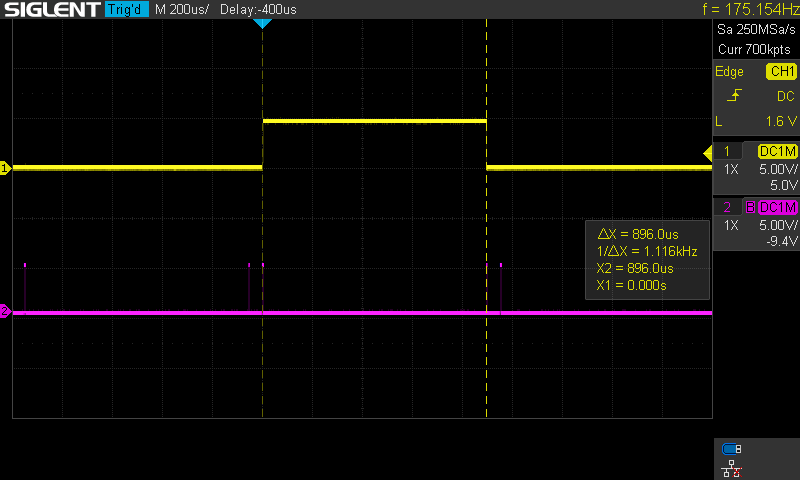 SIGLENT Trig'd M 200us/ Delay:-400us f = 175.154Hz
Sa 250MSa/s
Curr 700kpts
Edge CH1
DC
L 1.6 V
1 DC1M
1X 5.00V/
5.0V
2 B DC1M
1X 5.00V/
-9.4V
1
2
ΔX = 896.0us
1/ΔX = 1.116kHz
X2 = 896.0us
X1 = 0.000s